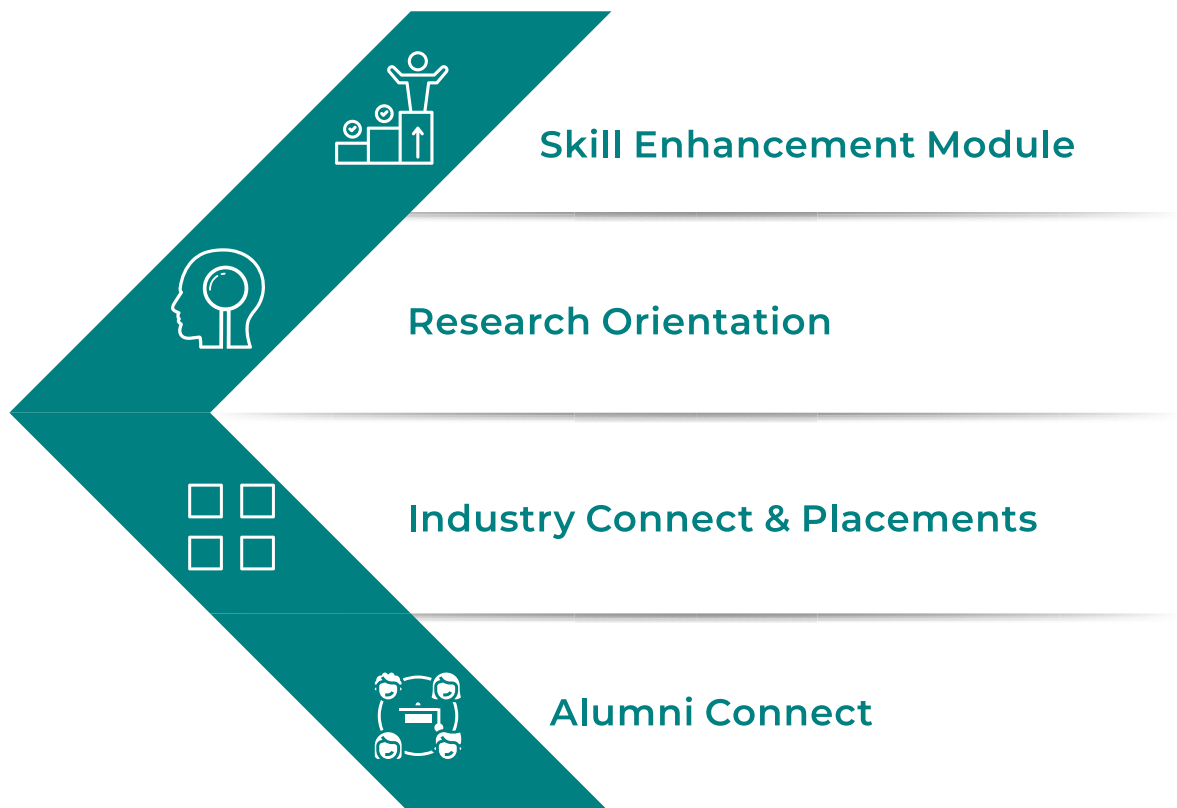 Skill Enhancement Module
Research Orientation
Industry Connect & Placements
Alumni Connect